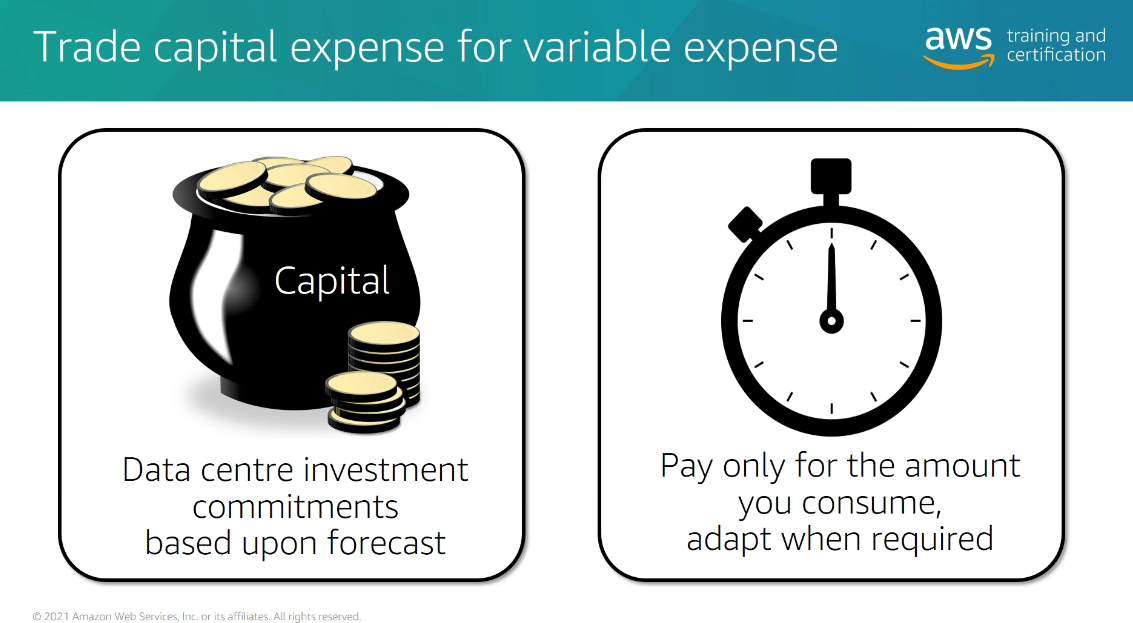 Trade capital expense for variable expense
aws training and
certification
Capital
Data centre investment
commitments
based upon forecast
Pay only for the amount
you consume,
adapt when required
© 2021 Amazon Web Services, Inc. or its affiliates. All rights reserved.